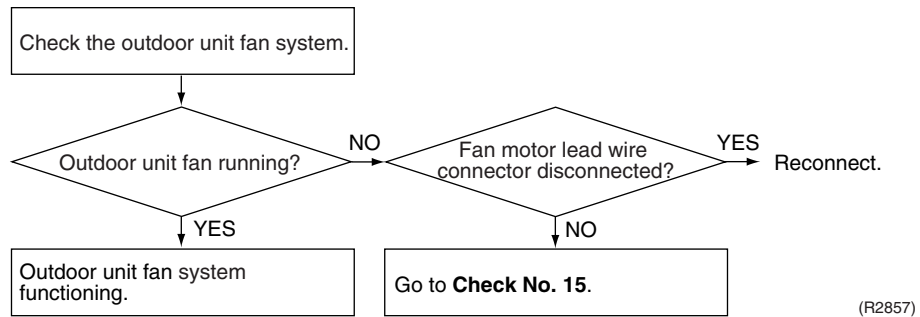 Check the outdoor unit fan system.
Outdoor unit fan running?
NO
Fan motor lead wire
connector disconnected?
YES
Reconnect.
YES
NO
Outdoor unit fan system
functioning.
Go to Check No. 15.
(R2857)